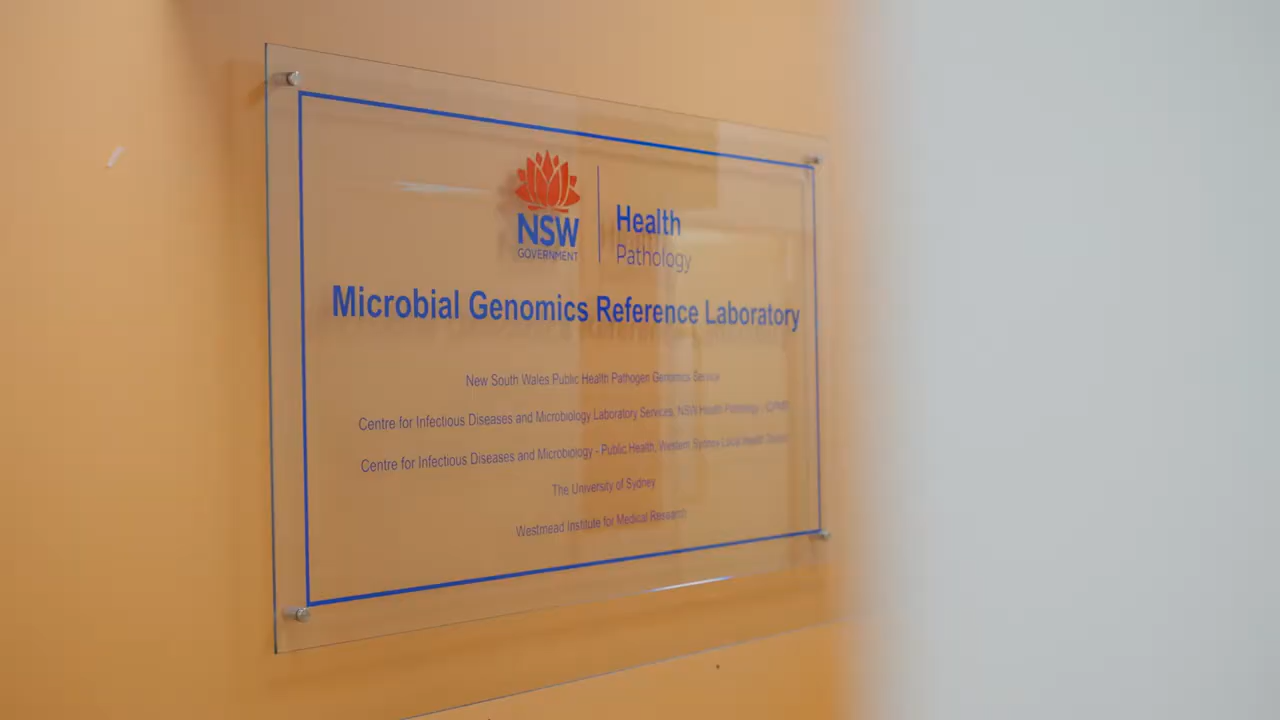 NSW
GOVERNMENT
Health
Pathology
Microbial Genomics Reference Laboratory
New South Wales Public Health Pathogen Genomics Service
Centre for Infectious Diseases and Microbiology Laboratory Services, NSW Health Pathology - ICPMR
Centre for Infectious Diseases and Microbiology - Public Health, Western Sydney Local Health District
The University of Sydney
Westmead Institute for Medical Research